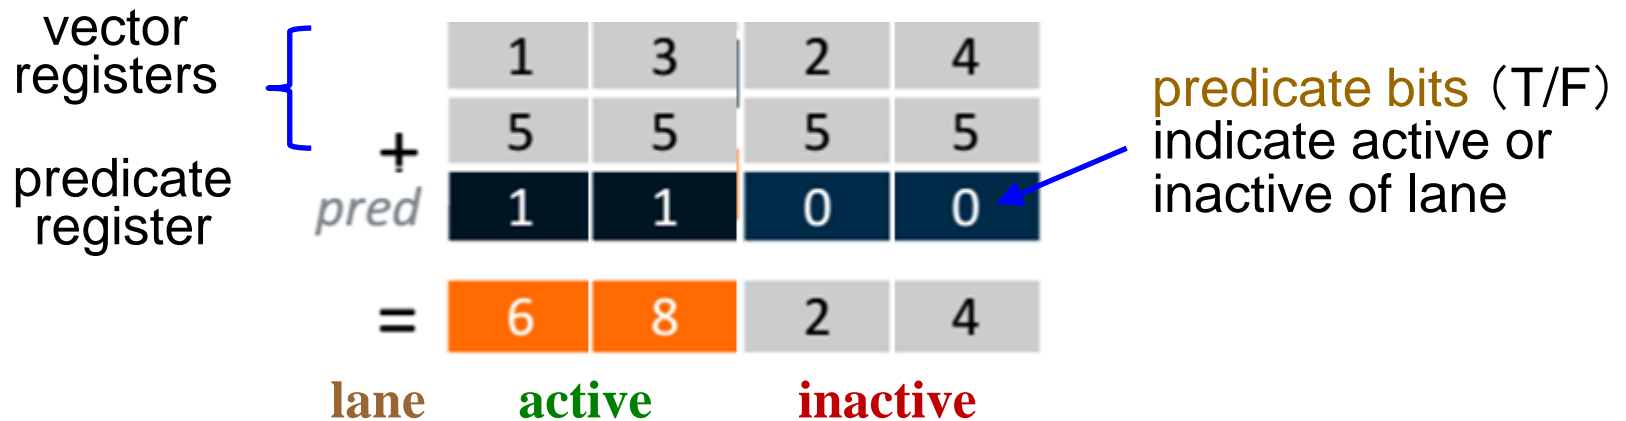 vector
registers
1 3 2 4
+ 5 5 5 5
predicate
register
pred 1 1 0 0
= 6 8 2 4
lane active inactive
predicate bits（T/F）
indicate active or
inactive of lane